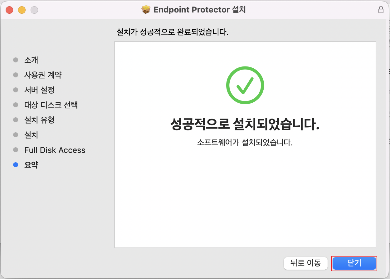 Endpoint Protector 설치
설치가 성공적으로 완료되었습니다.
소개
사용권 계약
서버 설정
대상 디스크 선택
설치 유형
설치
Full Disk Access
요약
성공적으로 설치되었습니다.
소프트웨어가 설치되었습니다.
뒤로 이동
닫기